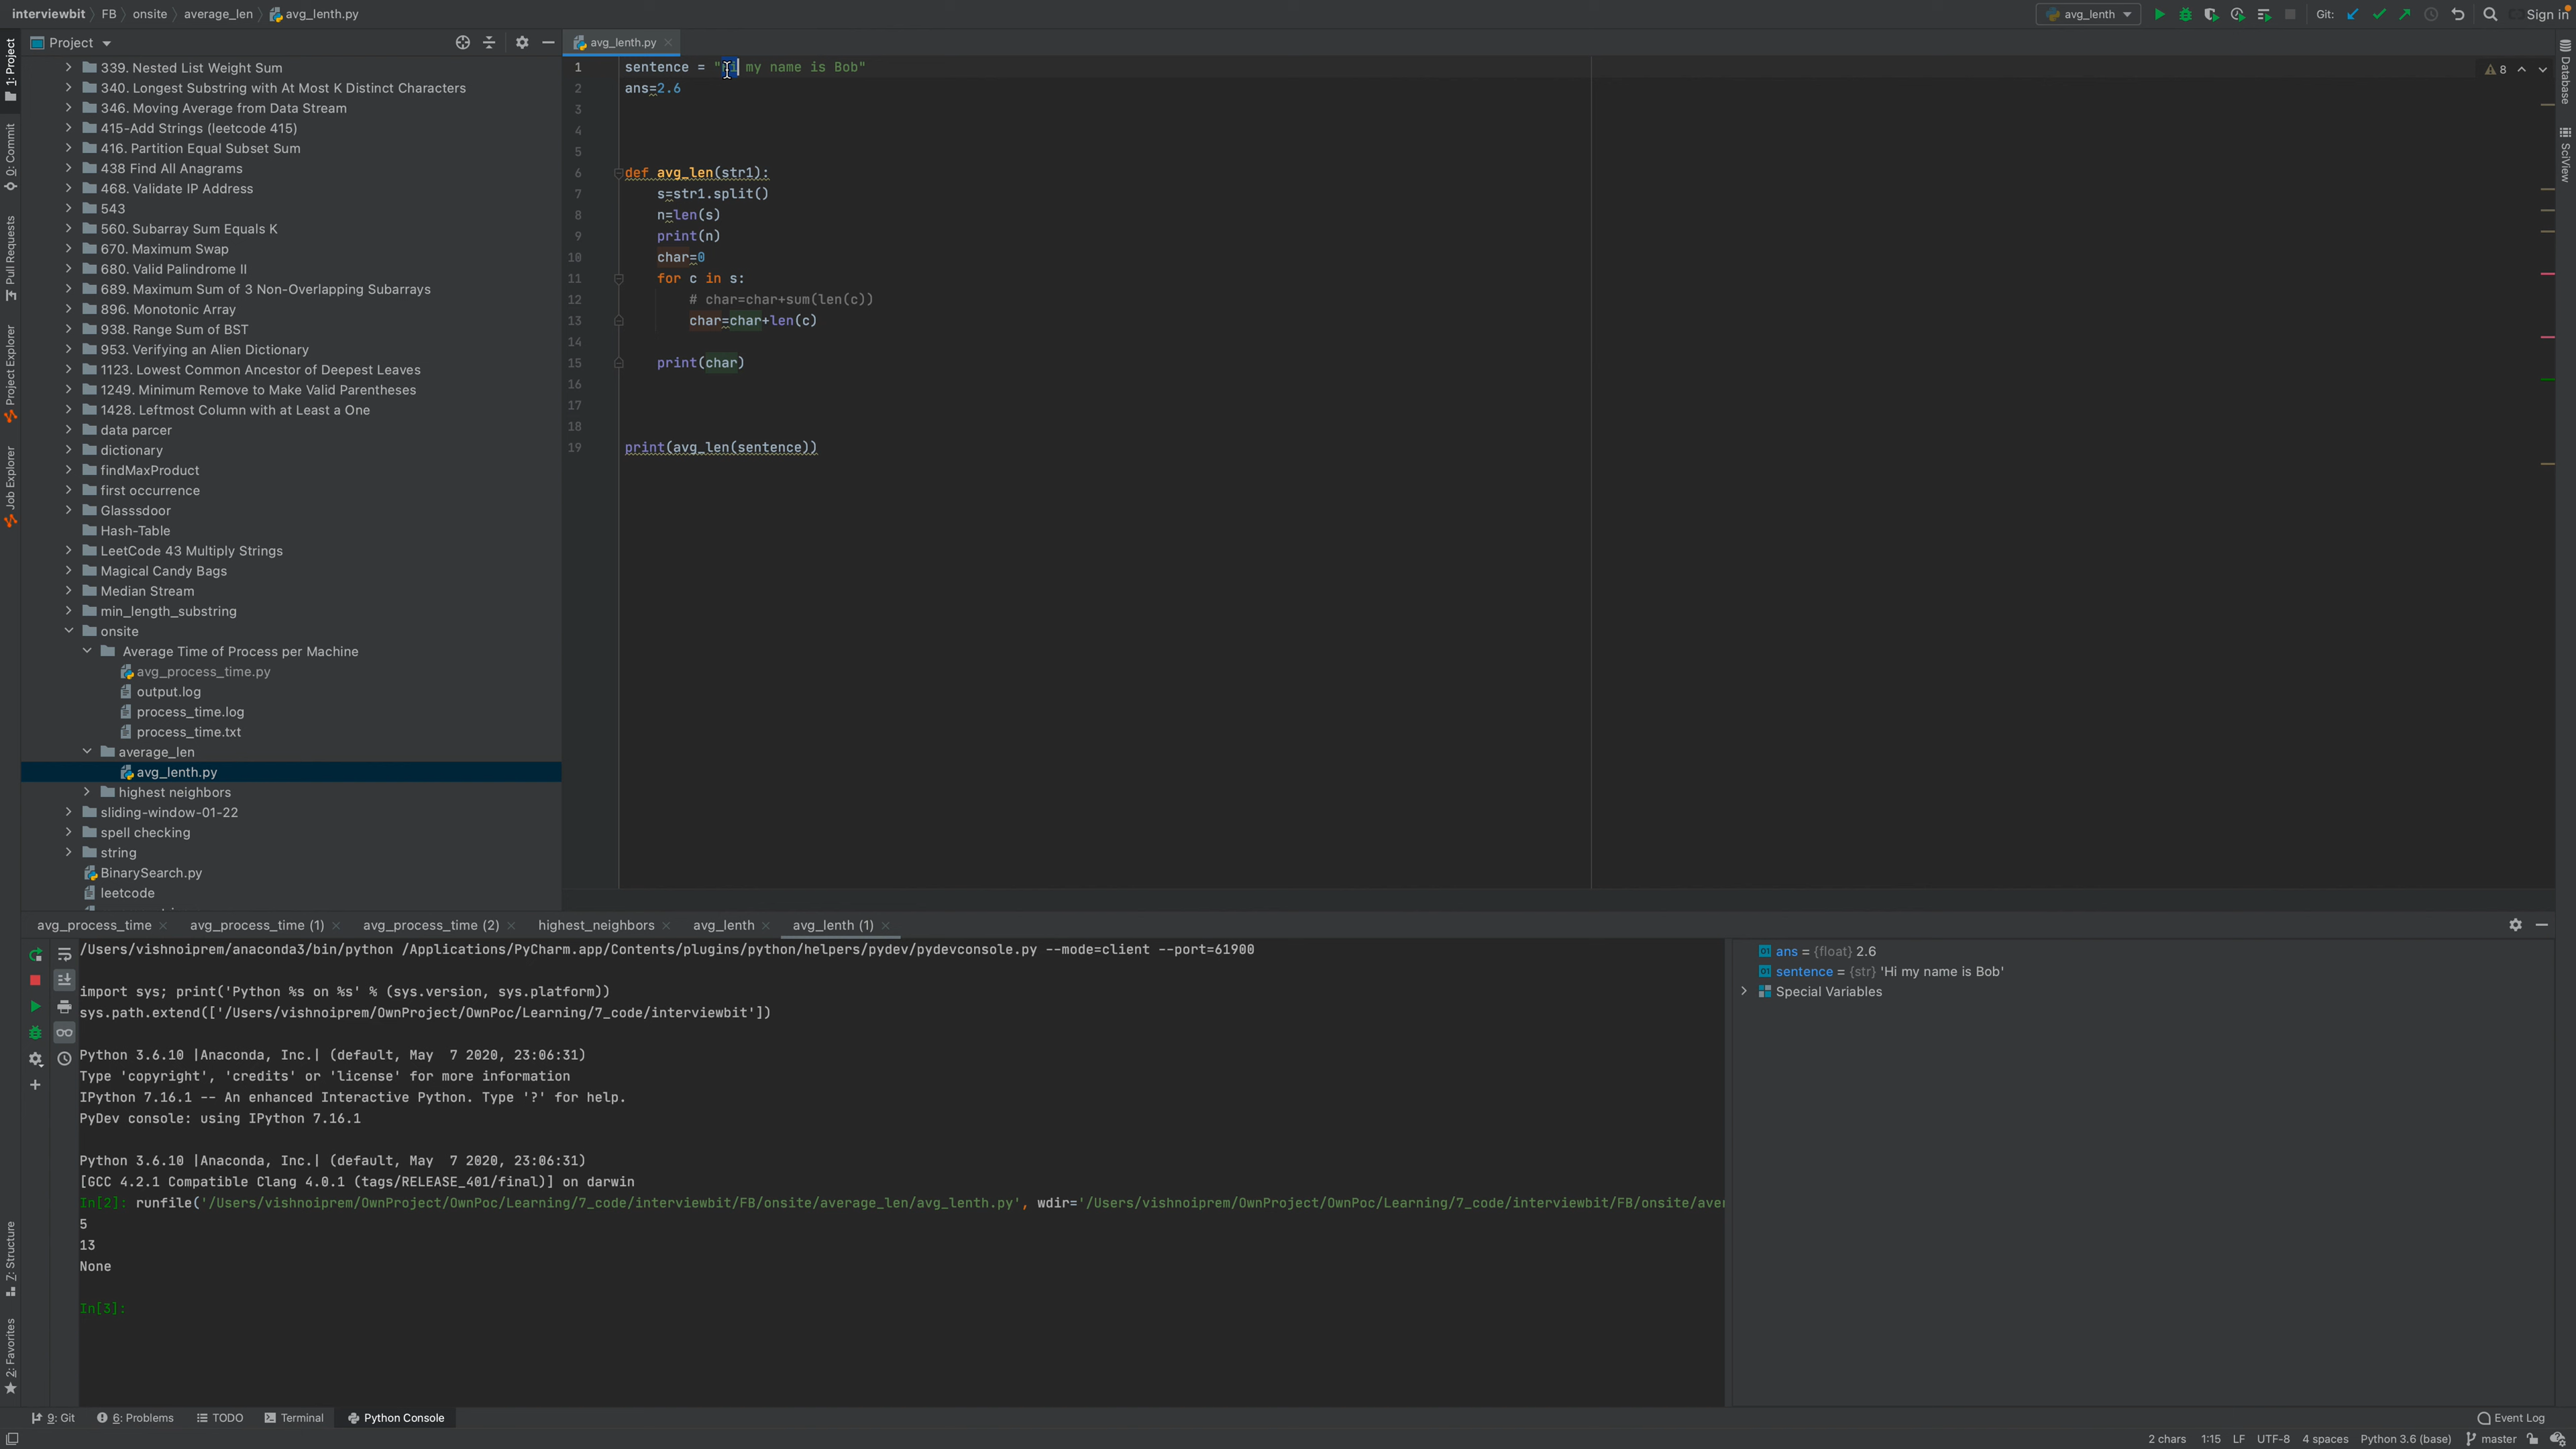 interviewbit FB onsite average_len avg_lenth.py
avg_lenth Git: Sign in
1: Project
0: Commit
Pull Requests
Project Explorer
Job Explorer
Z: Structure
2: Favorites
Project
339. Nested List Weight Sum
340. Longest Substring with At Most K Distinct Characters
346. Moving Average from Data Stream
415-Add Strings (leetcode 415)
416. Partition Equal Subset Sum
438 Find All Anagrams
468. Validate IP Address
543
560. Subarray Sum Equals K
670. Maximum Swap
680. Valid Palindrome II
689. Maximum Sum of 3 Non-Overlapping Subarrays
896. Monotonic Array
938. Range Sum of BST
953. Verifying an Alien Dictionary
1123. Lowest Common Ancestor of Deepest Leaves
1249. Minimum Remove to Make Valid Parentheses
1428. Leftmost Column with at Least a One
data parcer
dictionary
findMaxProduct
first occurrence
Glasssdoor
Hash-Table
LeetCode 43 Multiply Strings
Magical Candy Bags
Median Stream
min_length_substring
onsite
Average Time of Process per Machine
avg_process_time.py
output.log
process_time.log
process_time.txt
average_len
avg_lenth.py
highest neighbors
sliding-window-01-22
spell checking
string
BinarySearch.py
leetcode
avg_lenth.py
1 sentence = " my name is Bob"
2 ans=2.6
3
4
5
6 def avg_len(str1):
7 s=str1.split()
8 n=len(s)
9 print(n)
10 char=0
11 for c in s:
12 # char=char+sum(len(c))
13 char=char+len(c)
14
15 print(char)
16
17
18
19 print(avg_len(sentence))
8
Database
SciView
avg_process_time avg_process_time (1) avg_process_time (2) highest_neighbors avg_lenth avg_lenth (1)
/Users/vishnoiprem/anaconda3/bin/python /Applications/PyCharm.app/Contents/plugins/python/helpers/pydev/pydevconsole.py --mode=client --port=61900
import sys; print('Python %s on %s' % (sys.version, sys.platform))
sys.path.extend(['/Users/vishnoiprem/OwnProject/OwnPoc/Learning/7_code/interviewbit'])
Python 3.6.10 |Anaconda, Inc.| (default, May  7 2020, 23:06:31)
Type 'copyright', 'credits' or 'license' for more information
IPython 7.16.1 -- An enhanced Interactive Python. Type '?' for help.
PyDev console: using IPython 7.16.1
Python 3.6.10 |Anaconda, Inc.| (default, May  7 2020, 23:06:31)
[GCC 4.2.1 Compatible Clang 4.0.1 (tags/RELEASE_401/final)] on darwin
In[2]: runfile('/Users/vishnoiprem/OwnProject/OwnPoc/Learning/7_code/interviewbit/FB/onsite/average_len/avg_lenth.py', wdir='/Users/vishnoiprem/OwnProject/OwnPoc/Learning/7_code/interviewbit/FB/onsite/aver
5
13
None
In[3]:
ans = {float} 2.6
sentence = {str} 'Hi my name is Bob'
Special Variables
9: Git 6: Problems TODO Terminal Python Console Event Log
2 chars 1:15 LF UTF-8 4 spaces Python 3.6 (base) master